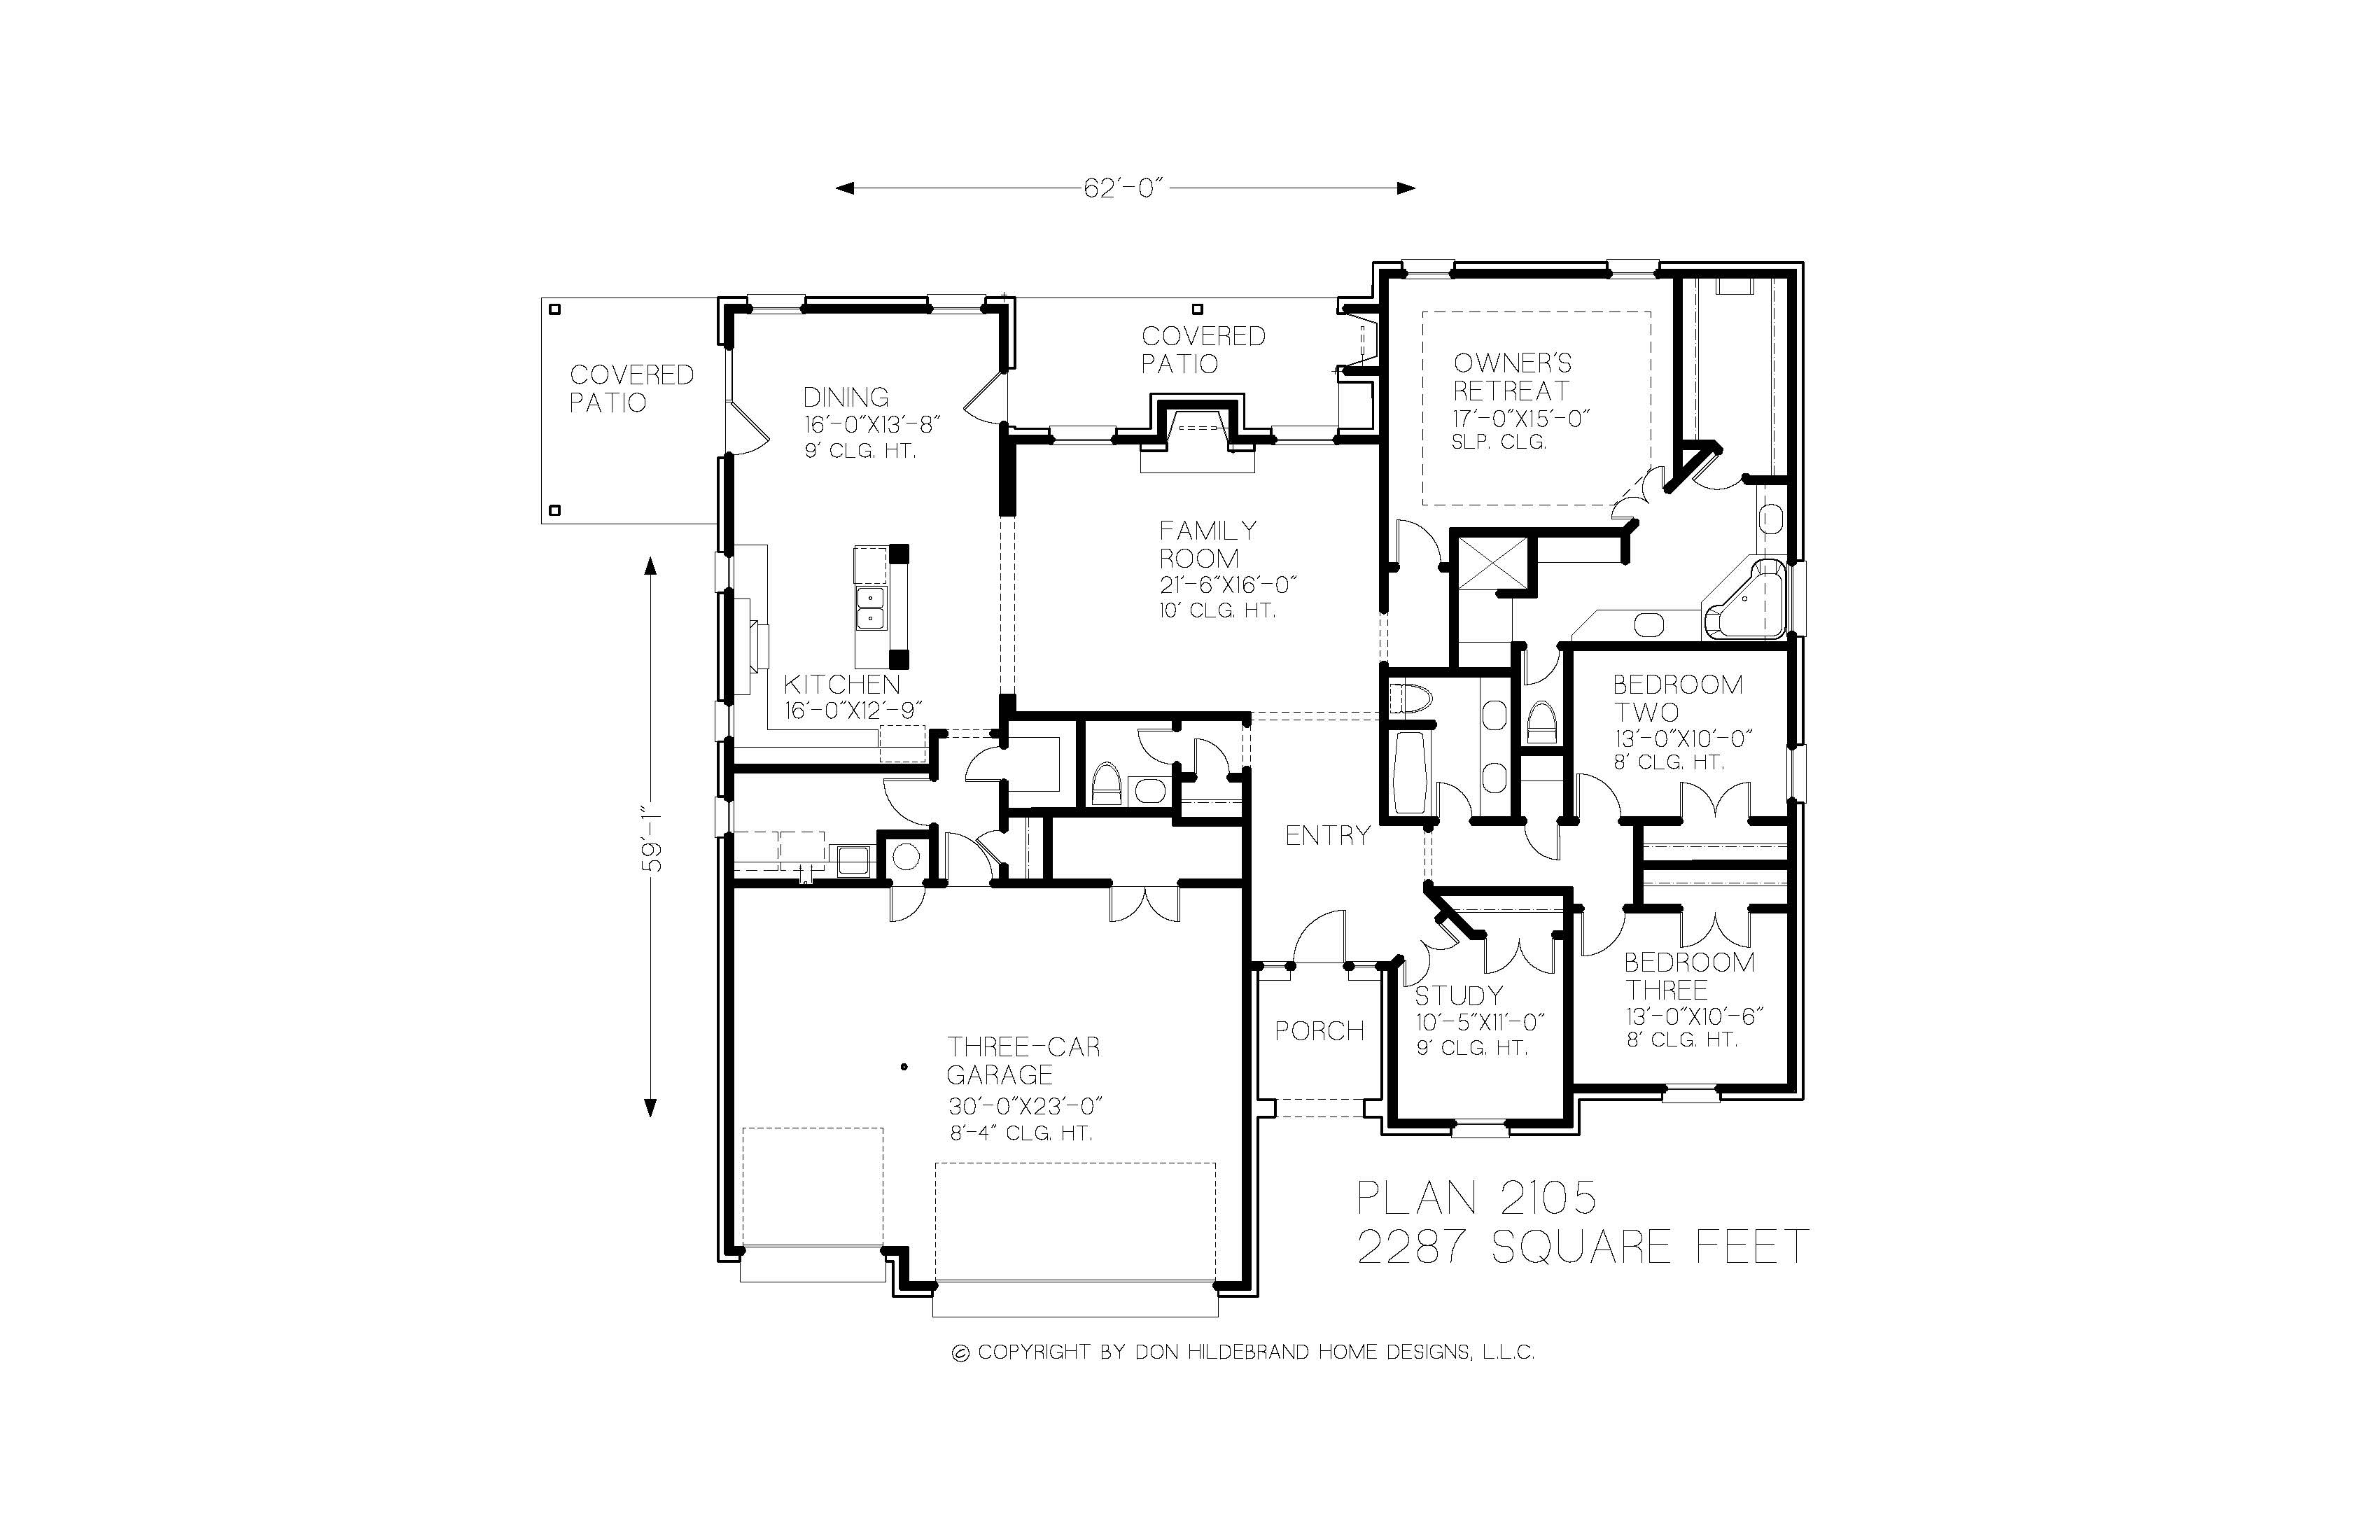 62'-0"
COVERED
PATIO
DINING
16'-0"X13'-8"
9' CLG. HT.
COVERED
PATIO
OWNER'S
RETREAT
17'-0"X15'-0"
SLP. CLG.
FAMILY
ROOM
21'-6"X16'-0"
10' CLG. HT.
KITCHEN
16'-0"X12'-9"
BEDROOM
TWO
13'-0"X10'-0"
8' CLG. HT.
59'-1"
ENTRY
BEDROOM
THREE
13'-0"X10'-6"
8' CLG. HT.
STUDY
10'-5"X11'-0"
9' CLG. HT.
PORCH
THREE-CAR
GARAGE
30'-0"X23'-0"
8'-4" CLG. HT.
PLAN 2105
2287 SQUARE FEET
© COPYRIGHT BY DON HILDEBRAND HOME DESIGNS, L.L.C.